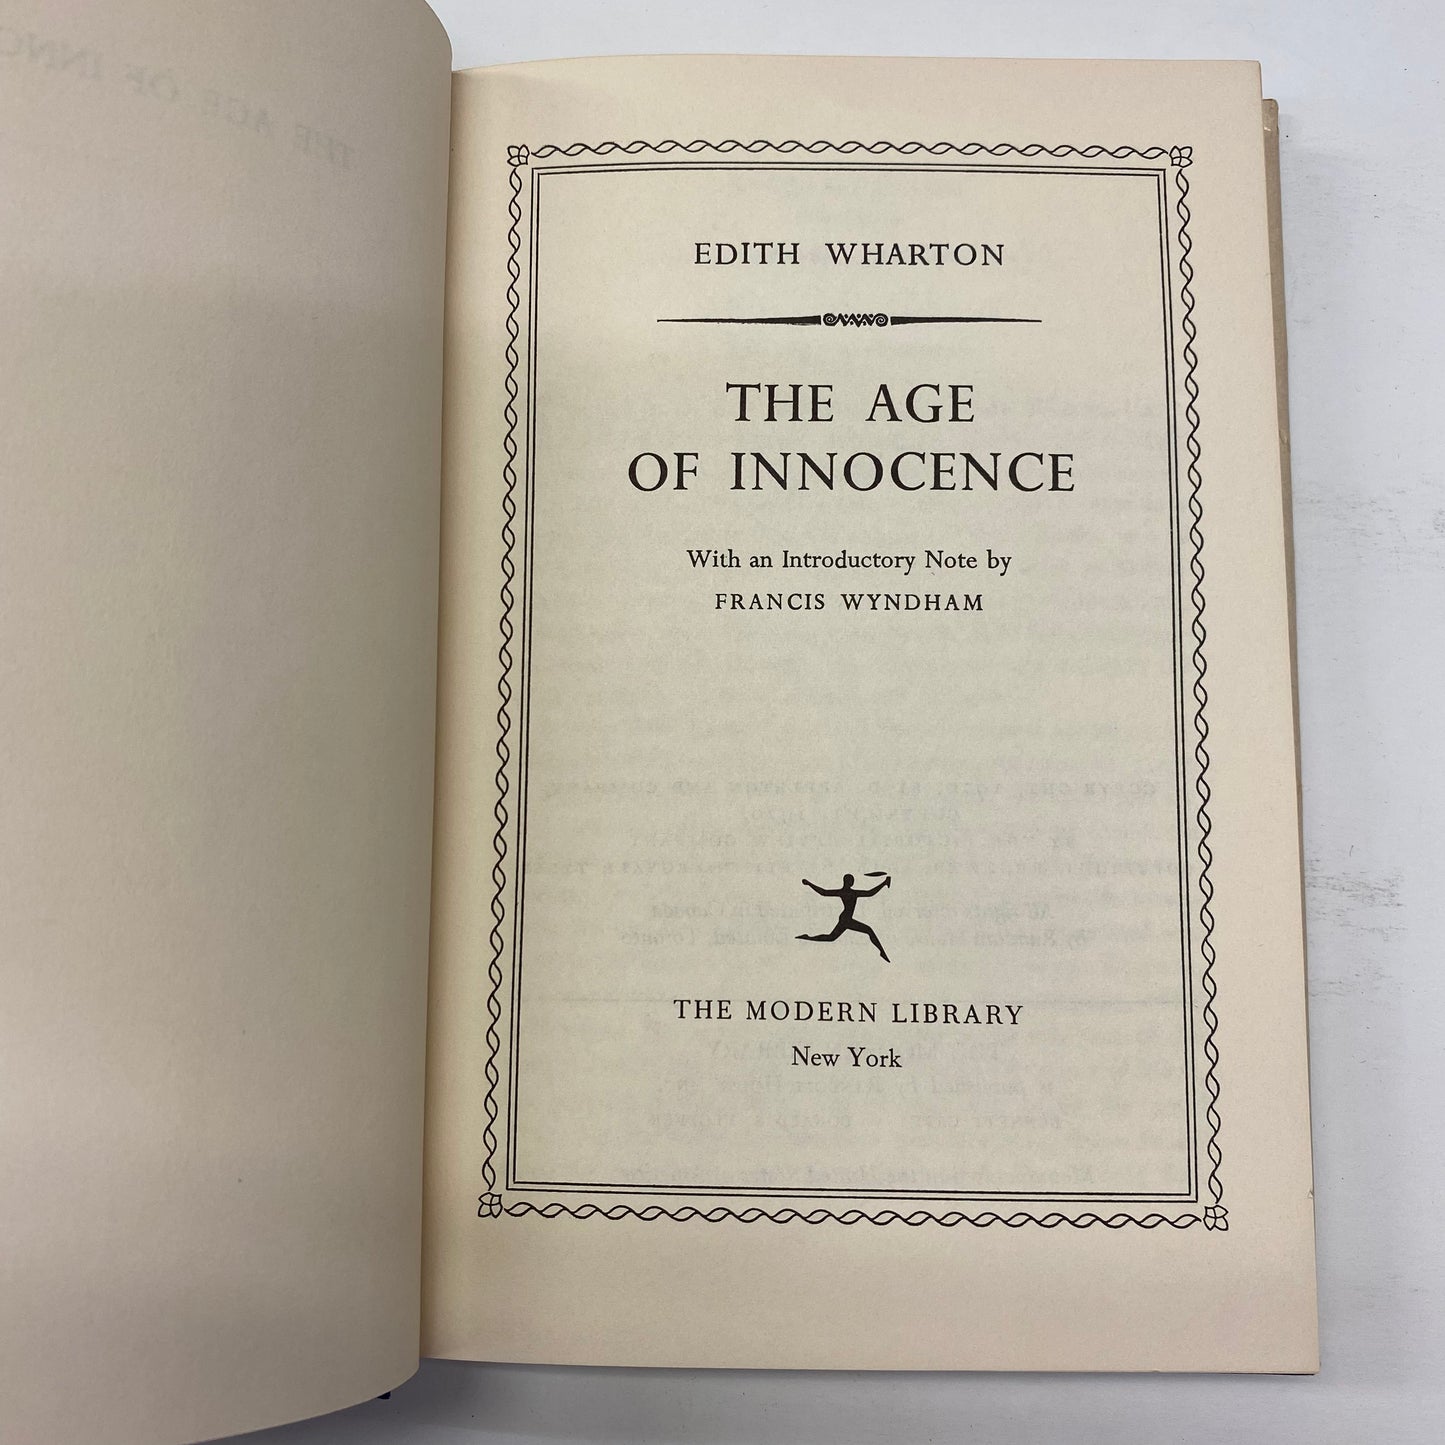 EDITH WHARTON
THE AGE
OF INNOCENCE
With an Introductory Note by
FRANCIS WYNDHAM
THE MODERN LIBRARY
New York